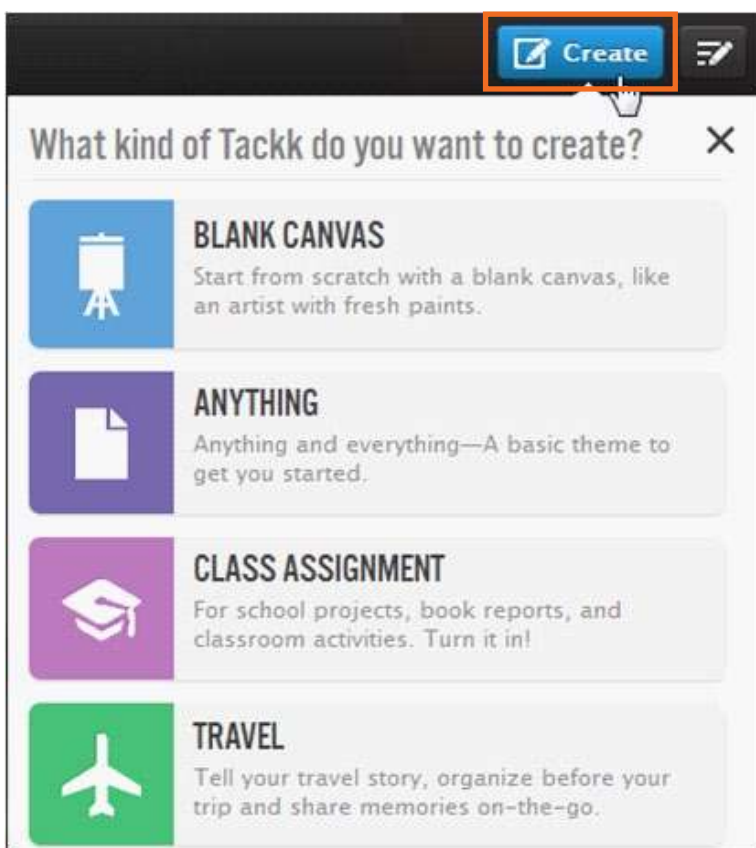 Create
What kind of Tackk do you want to create?
BLANK CANVAS
Start from scratch with a blank canvas, like
an artist with fresh paints.
ANYTHING
Anything and everything—A basic theme to
get you started.
CLASS ASSIGNMENT
For school projects, book reports, and
classroom activities. Turn it in!
TRAVEL
Tell your travel story, organize before your
trip and share memories on-the-go.